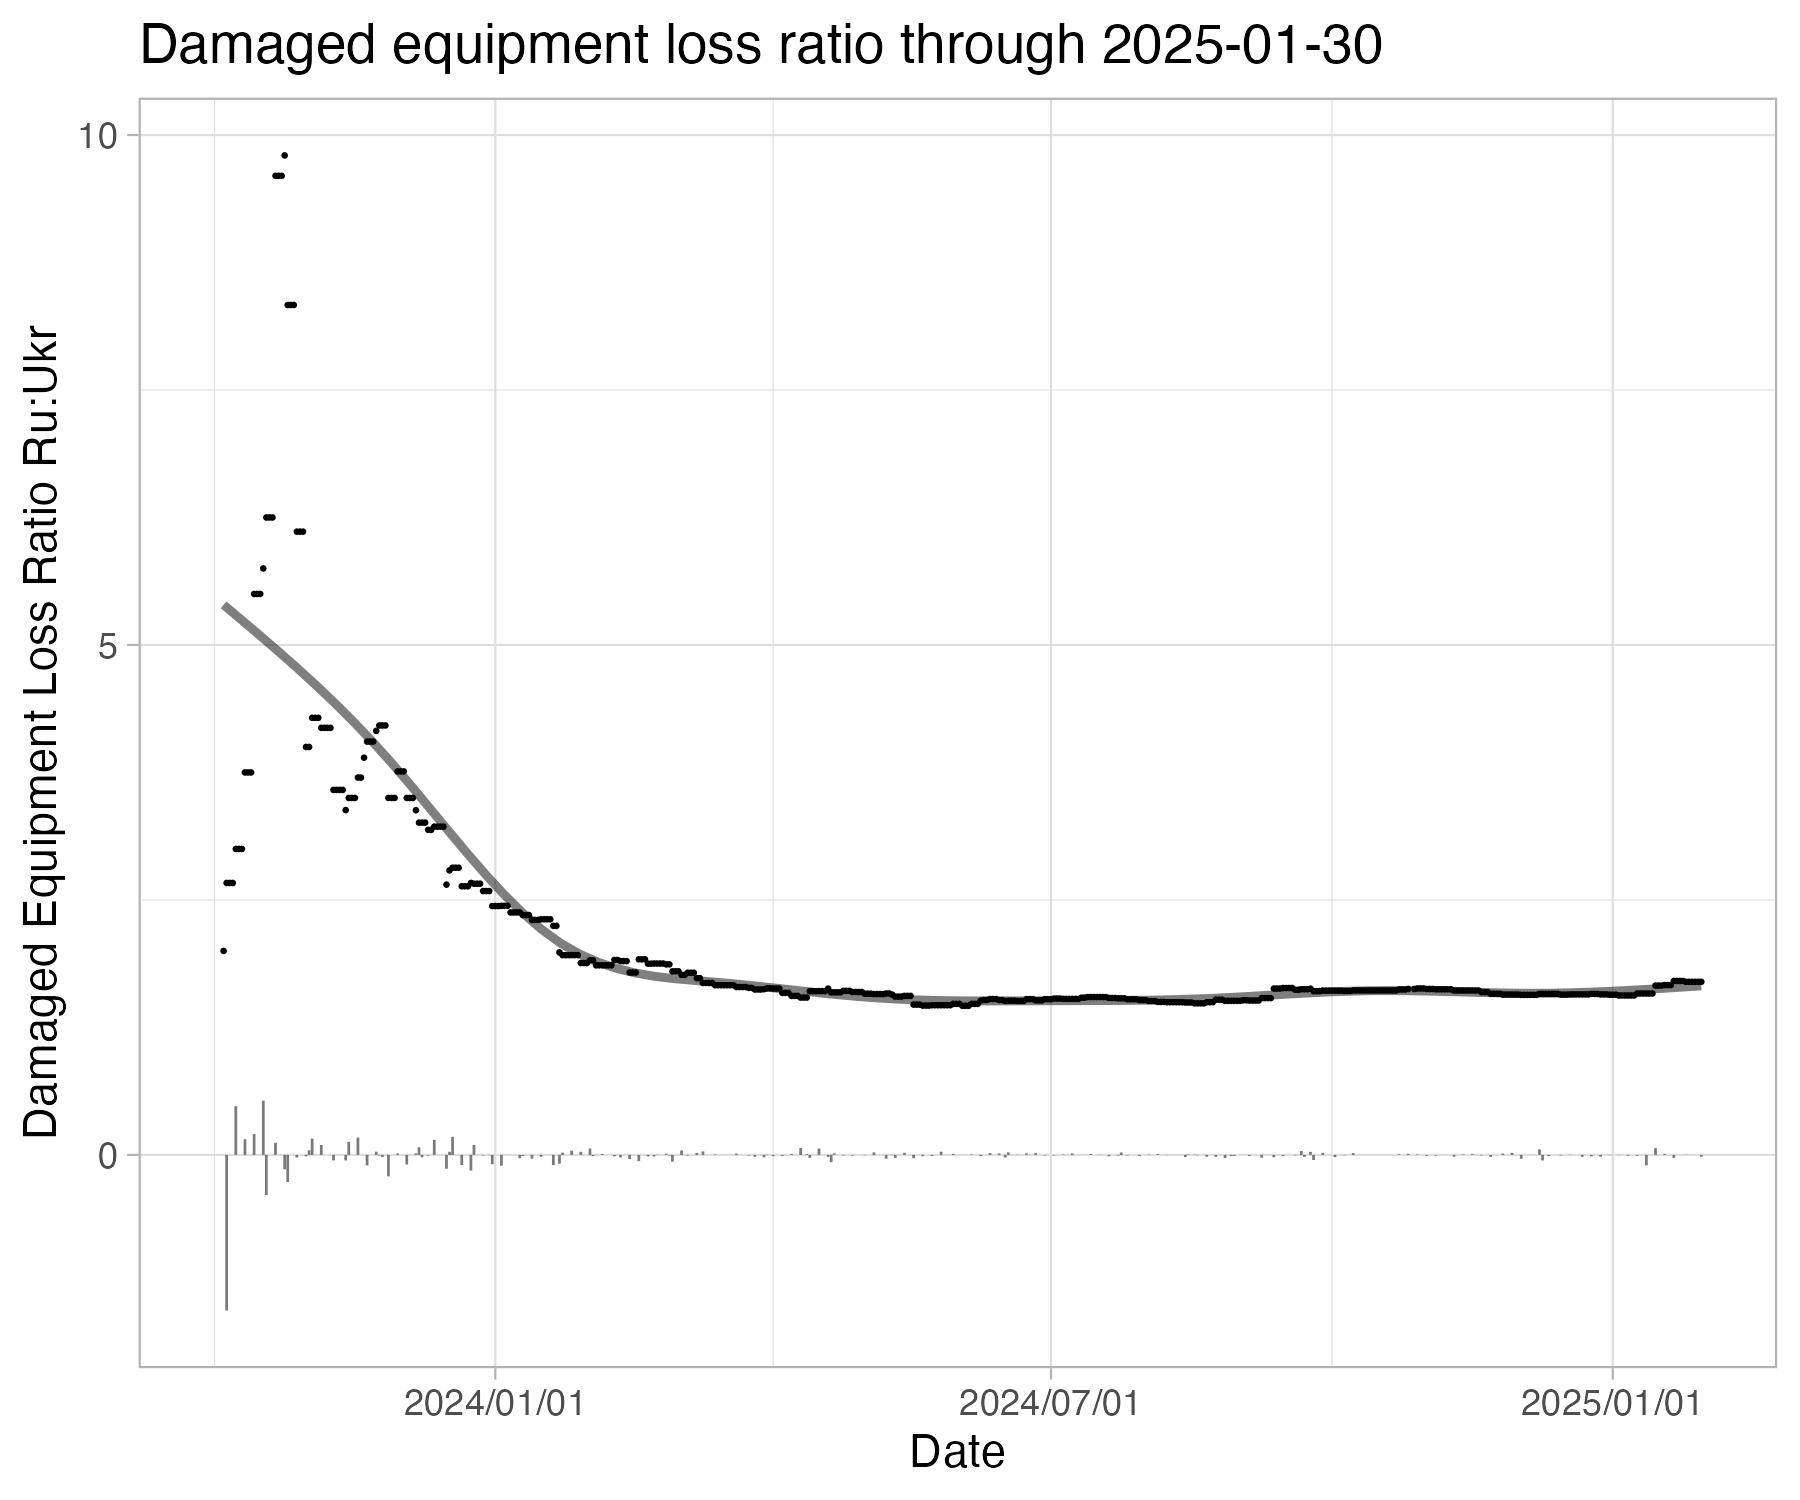 Damaged equipment loss ratio through 2025-01-30
Damaged Equipment Loss Ratio Ru:Ukr
10
5
0
2024/01/01
2024/07/01
2025/01/01
Date